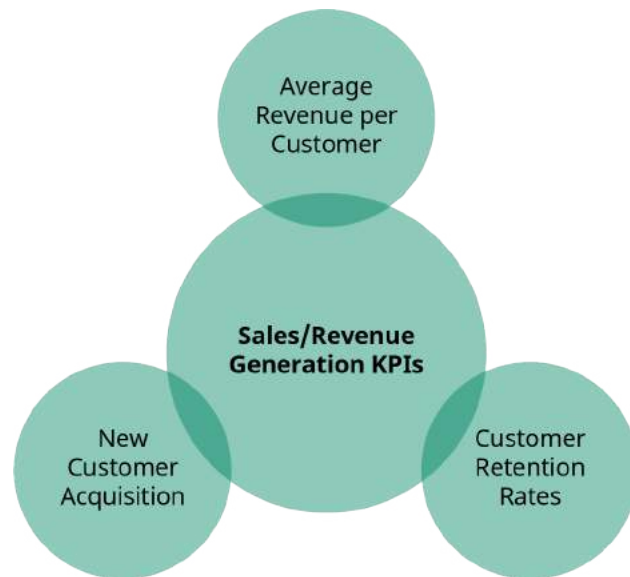 Average
Revenue per
Customer
Sales/Revenue
Generation KPIs
New
Customer
Acquisition
Customer
Retention
Rates